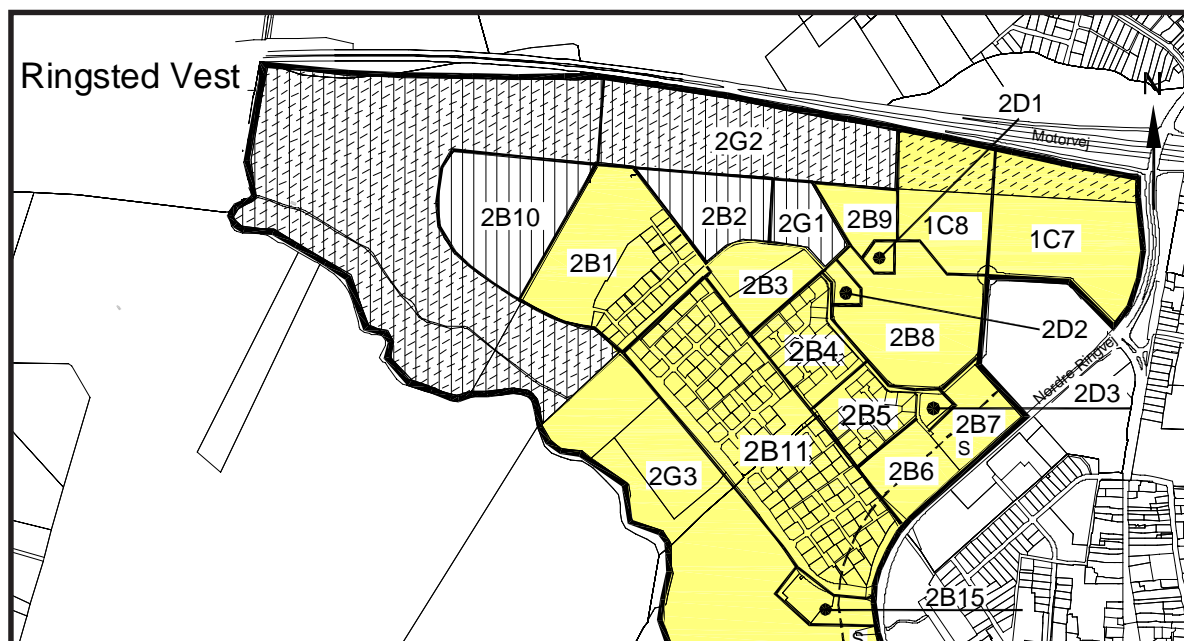 Ringsted Vest
N
2D1
Motorvej
2G2
2B10
2B2
2G1
2B9
1C8
1C7
2B1
2B3
2D2
2B8
2B4
Nordre Ringvej
2D3
2B5
2B7
S
2B11
2B6
2G3
2B15
S